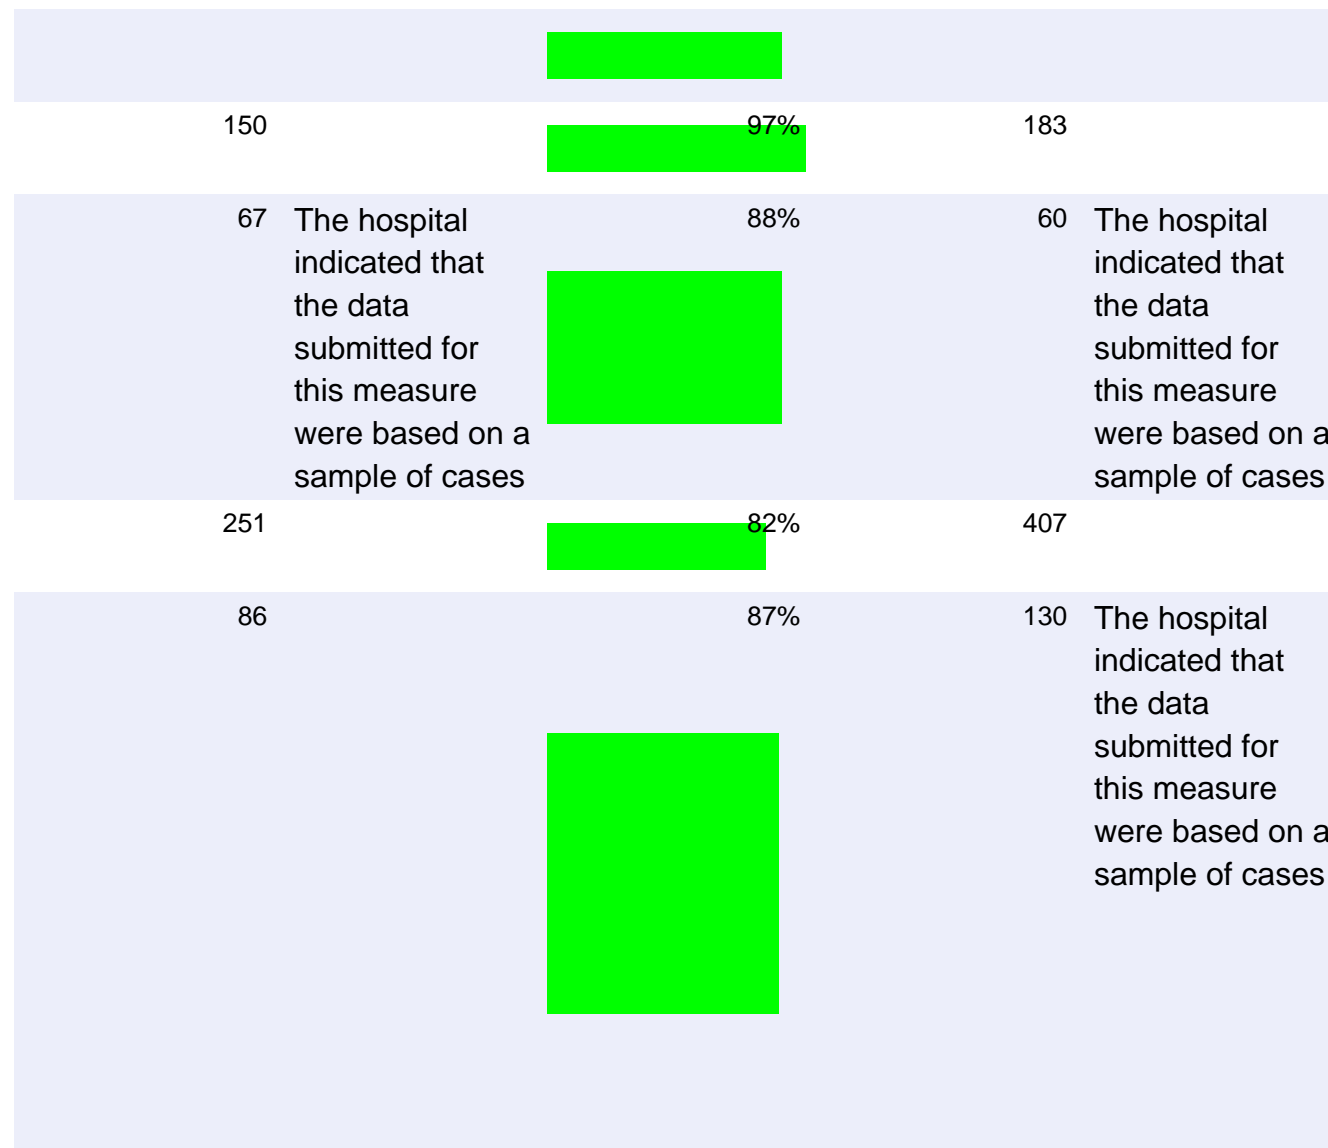 150 97% 183
67 The hospital 88% 60 The hospital
indicated that indicated that
the data the data
submitted for submitted for
this measure this measure
were based on a were based on a
sample of cases sample of cases
251 82% 407
86 87% 130 The hospital
indicated that
the data
submitted for
this measure
were based on a
sample of cases